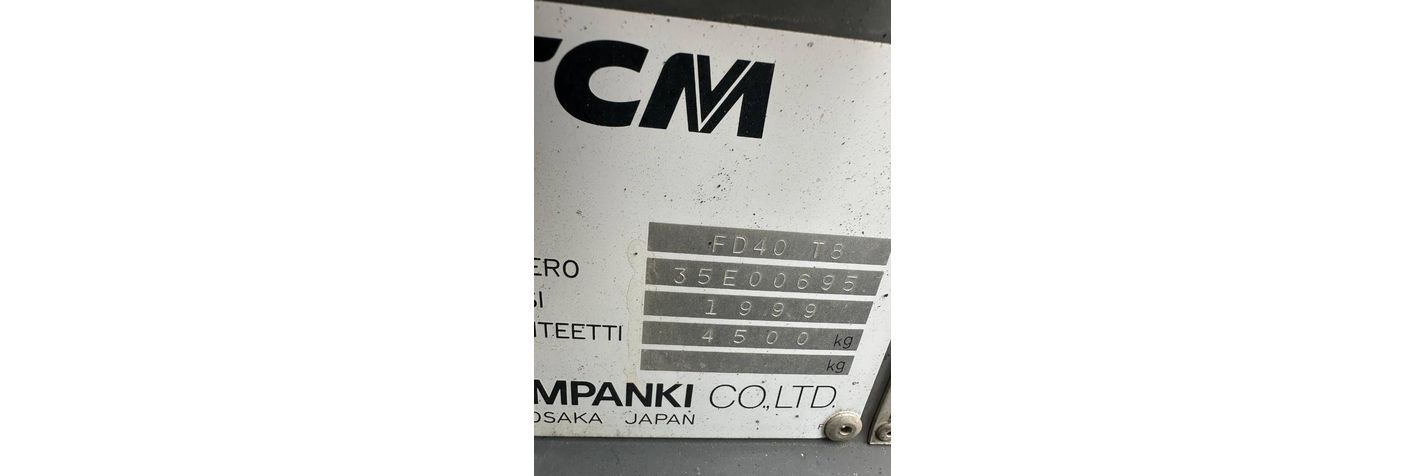 TCM
FD40 T8
ERO 35E00695
SI 1999
ITEETTI 4500 kg
kg
MPANKI CO.,LTD.
OSAKA JAPAN